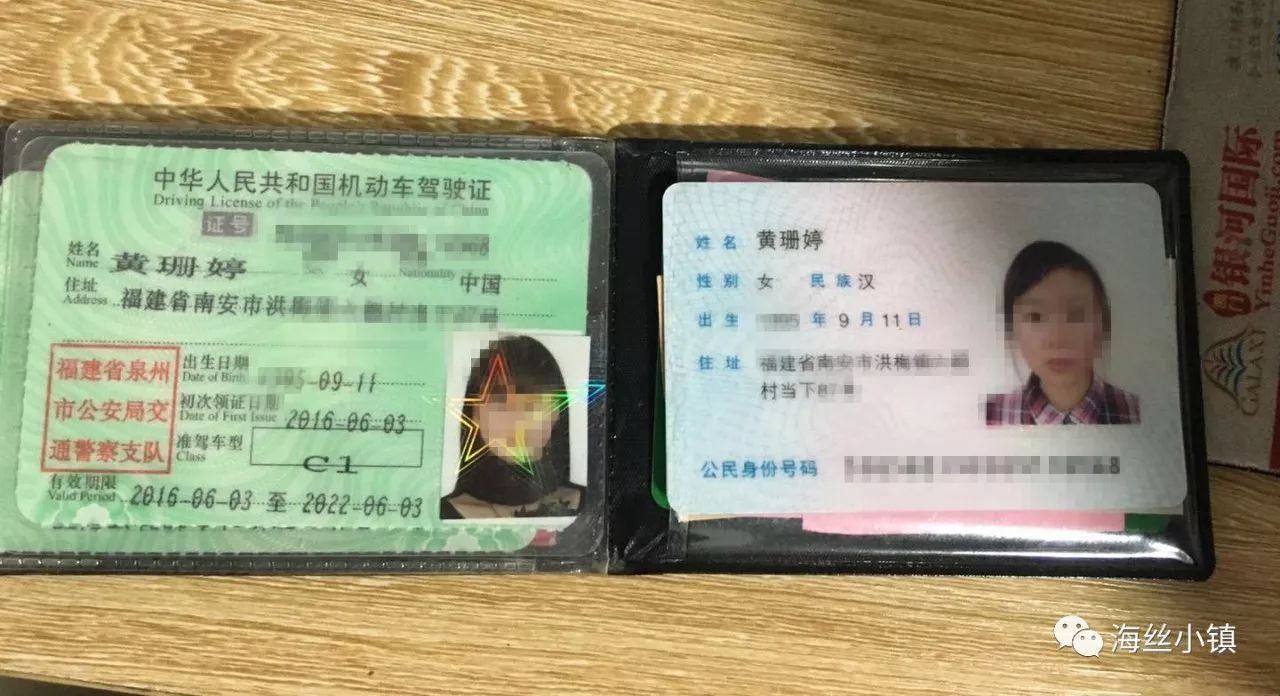 中华人民共和国机动车驾驶证
Driving License of the People's Republic of China
证号
姓名
Name
黄珊婷
Sex
女
Nationality
中国
住址
Address
福建省南安市洪
福建省泉州
市公安局交
通警察支队
出生日期
Date of Birth
-09-11
初次领证日期
Date of First Issue
2016-06-03
准驾车型
Class
C1
有效期限
Valid Period
2016-06-03 至 2022-06-03
姓名 黄珊婷
性别 女 民族 汉
出生 年 9 月 11 日
住址 福建省南安市洪梅
村当下
公民身份号码
银河国际
YinheGuoji.com
GALAXY
海丝小镇